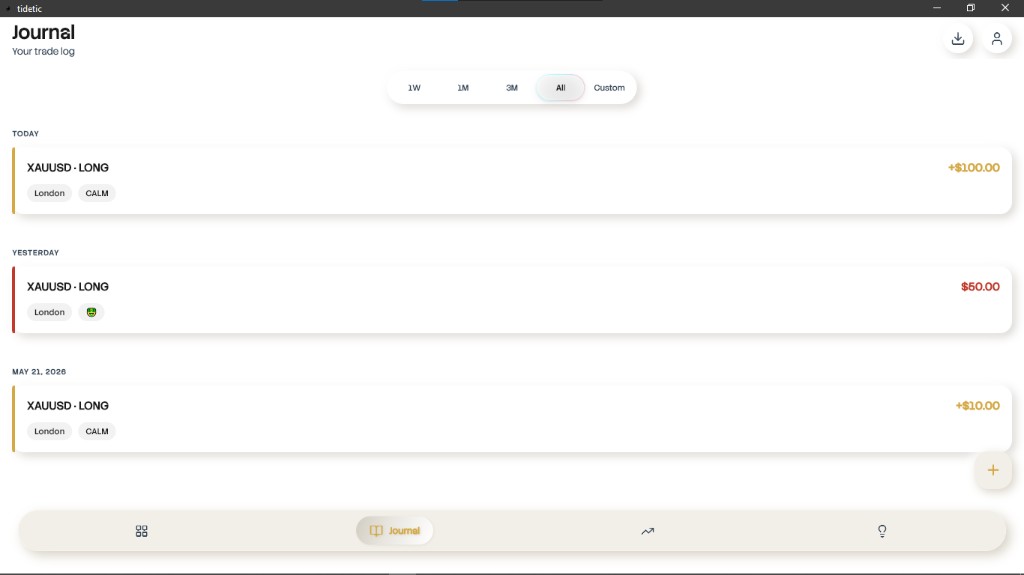 tidetic
Journal
Your trade log
1W 1M 3M All Custom
TODAY
XAUUSD · LONG +$100.00
London CALM
YESTERDAY
XAUUSD · LONG $50.00
London
MAY 21, 2026
XAUUSD · LONG +$10.00
London CALM
Journal